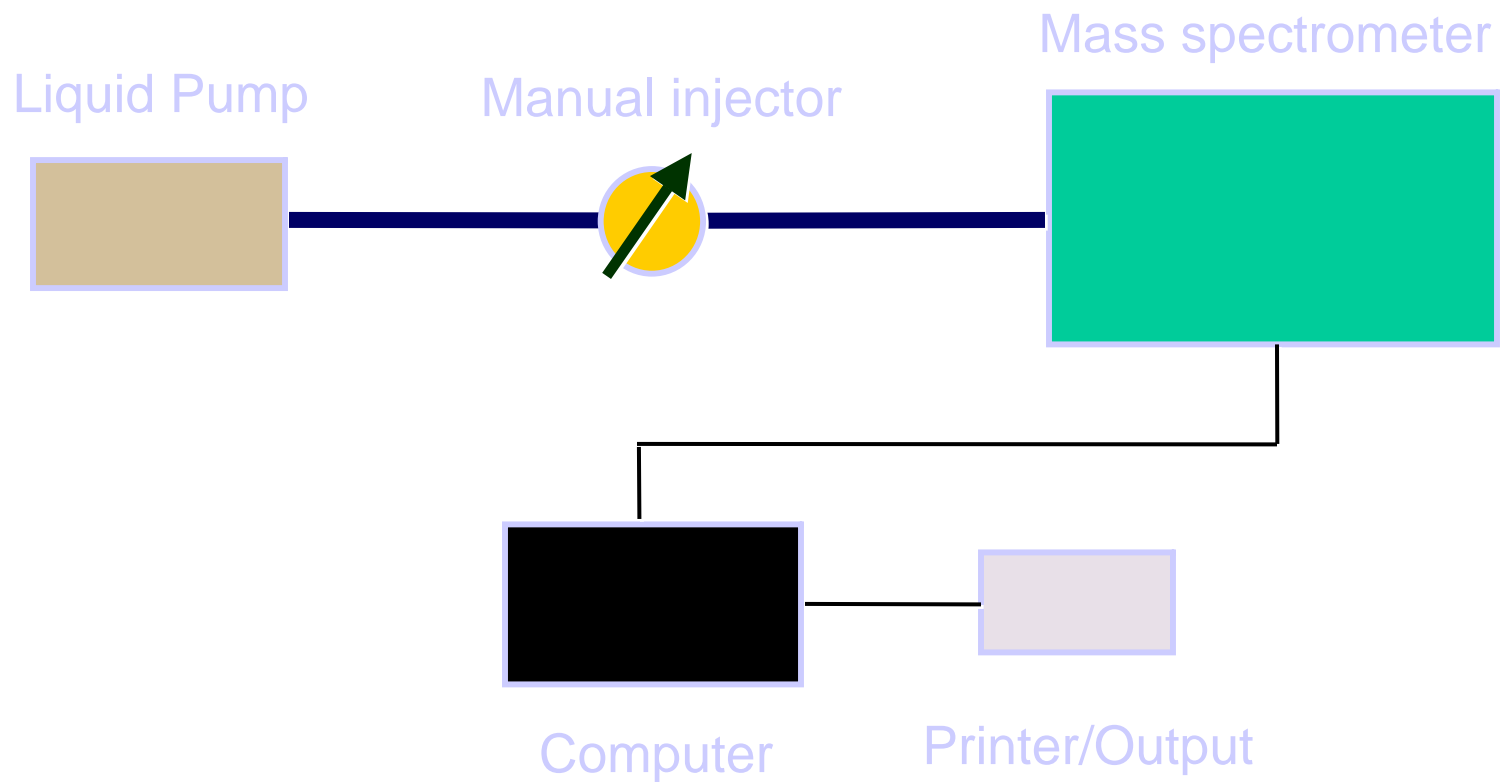 Mass spectrometer
Liquid Pump
Manual injector
Computer
Printer/Output